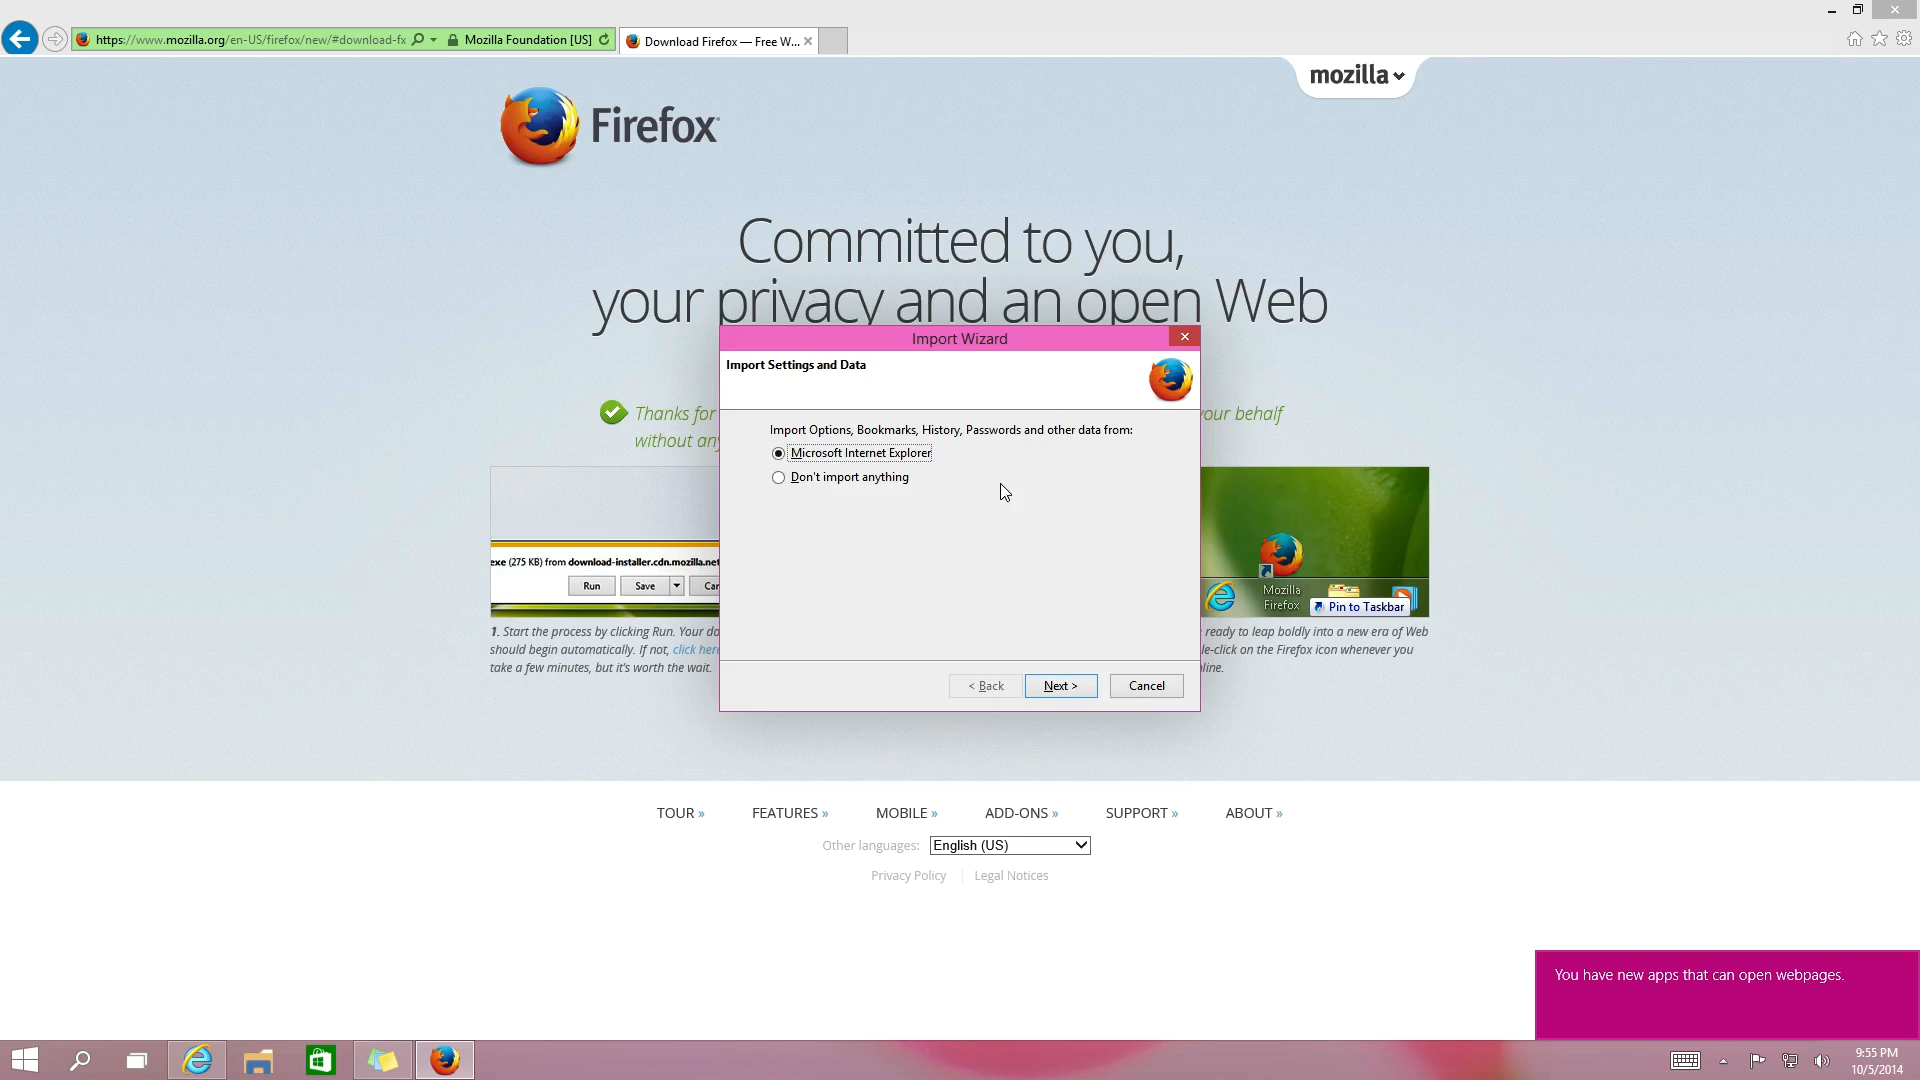 https://www.mozilla.org/en-US/firefox/new/#download-fx
Mozilla Foundation [US]
Download Firefox — Free W...
mozilla
Firefox
Committed to you,
your privacy and an open Web
Import Wizard
Import Settings and Data
Thanks for
your behalf
without any
Import Options, Bookmarks, History, Passwords and other data from:
Microsoft Internet Explorer
Don't import anything
exe (275 KB) from download-installer.cdn.mozilla.net
Run
Save
Mozilla
Firefox
Pin to Taskbar
1. Start the process by clicking Run. Your do
should begin automatically. If not, click here
take a few minutes, but it's worth the wait.
ready to leap boldly into a new era of Web
le-click on the Firefox icon whenever you
nline.
< Back
Next >
Cancel
TOUR »
FEATURES »
MOBILE »
ADD-ONS »
SUPPORT »
ABOUT »
Other languages:
English (US)
Privacy Policy
Legal Notices
You have new apps that can open webpages.
9:55 PM
10/5/2014